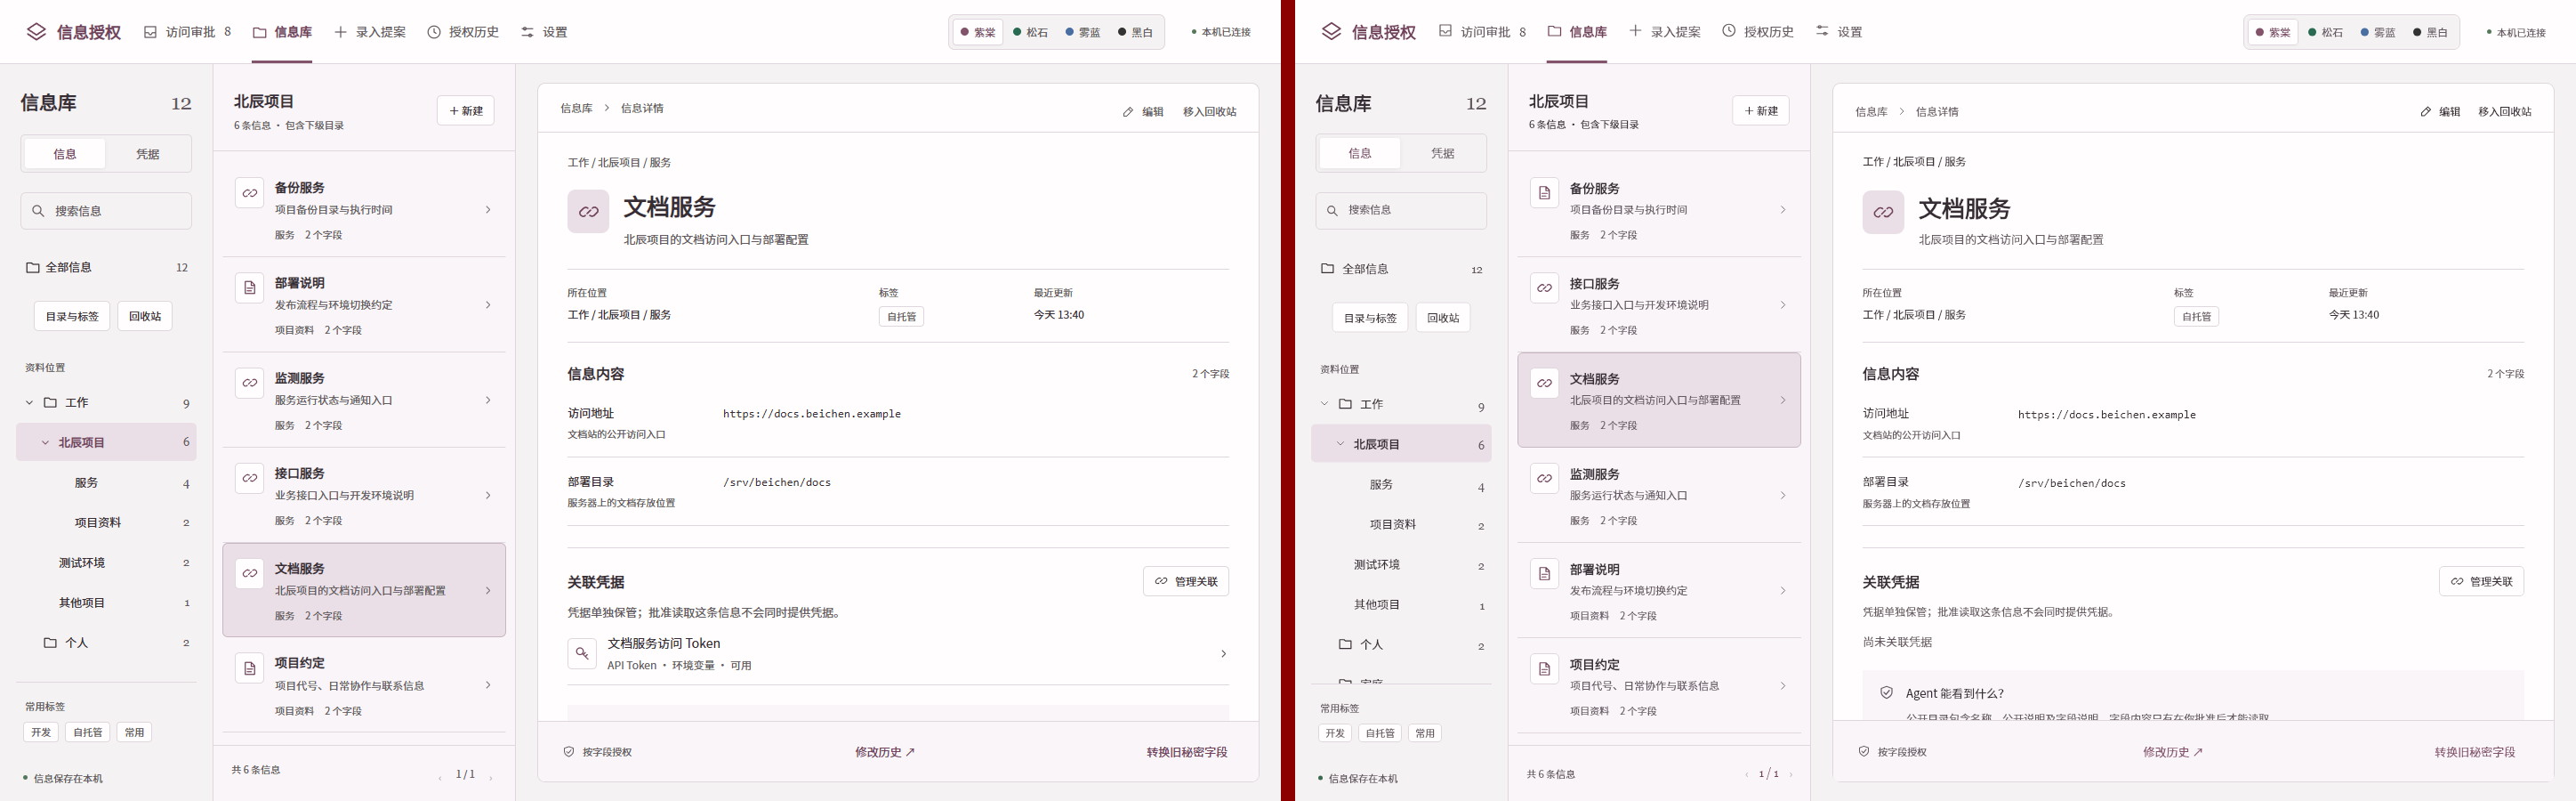 信息授权 访问审批 8 信息库 录入提案 授权历史 设置 紫棠 松石 雾蓝 黑白 本机已连接
信息库 12
信息 凭据
搜索信息
全部信息 12
目录与标签 回收站
资料位置
工作 9
北辰项目 6
服务 4
项目资料 2
测试环境 2
其他项目 1
个人 2
常用标签
开发 自托管 常用
信息保存在本机
北辰项目 + 新建
6 条信息 · 包含下级目录
备份服务
项目备份目录与执行时间
服务 2 个字段
部署说明
发布流程与环境切换约定
项目资料 2 个字段
监测服务
服务运行状态与通知入口
服务 2 个字段
接口服务
业务接口入口与开发环境说明
服务 2 个字段
文档服务
北辰项目的文档访问入口与部署配置
服务 2 个字段
项目约定
项目代号、日常协作与联系信息
项目资料 2 个字段
共 6 条信息 ‹ 1 / 1 ›
信息库 > 信息详情 编辑 移入回收站
工作 / 北辰项目 / 服务
文档服务
北辰项目的文档访问入口与部署配置
所在位置 标签 最近更新
工作 / 北辰项目 / 服务 自托管 今天 13:40
信息内容 2 个字段
访问地址 https://docs.beichen.example
文档站的公开访问入口
部署目录 /srv/beichen/docs
服务器上的文档存放位置
关联凭据 管理关联
凭据单独保管；批准读取这条信息不会同时提供凭据。
文档服务访问 Token
API Token · 环境变量 · 可用
按字段授权 修改历史 ↗ 转换旧秘密字段
信息授权 访问审批 8 信息库 录入提案 授权历史 设置 紫棠 松石 雾蓝 黑白 本机已连接
信息库 12
信息 凭据
搜索信息
全部信息 12
目录与标签 回收站
资料位置
工作 9
北辰项目 6
服务 4
项目资料 2
测试环境 2
其他项目 1
个人 2
常用标签
开发 自托管 常用
信息保存在本机
北辰项目 + 新建
6 条信息 · 包含下级目录
备份服务
项目备份目录与执行时间
服务 2 个字段
接口服务
业务接口入口与开发环境说明
服务 2 个字段
文档服务
北辰项目的文档访问入口与部署配置
服务 2 个字段
监测服务
服务运行状态与通知入口
服务 2 个字段
部署说明
发布流程与环境切换约定
项目资料 2 个字段
项目约定
项目代号、日常协作与联系信息
项目资料 2 个字段
共 6 条信息 ‹ 1 / 1 ›
信息库 > 信息详情 编辑 移入回收站
工作 / 北辰项目 / 服务
文档服务
北辰项目的文档访问入口与部署配置
所在位置 标签 最近更新
工作 / 北辰项目 / 服务 自托管 今天 13:40
信息内容 2 个字段
访问地址 https://docs.beichen.example
文档站的公开访问入口
部署目录 /srv/beichen/docs
服务器上的文档存放位置
关联凭据 管理关联
凭据单独保管；批准读取这条信息不会同时提供凭据。
尚未关联凭据
Agent 能看到什么？
公开目录包含名称、公开说明及字段说明，字段内容只有在你批准后才能读取
按字段授权 修改历史 ↗ 转换旧秘密字段